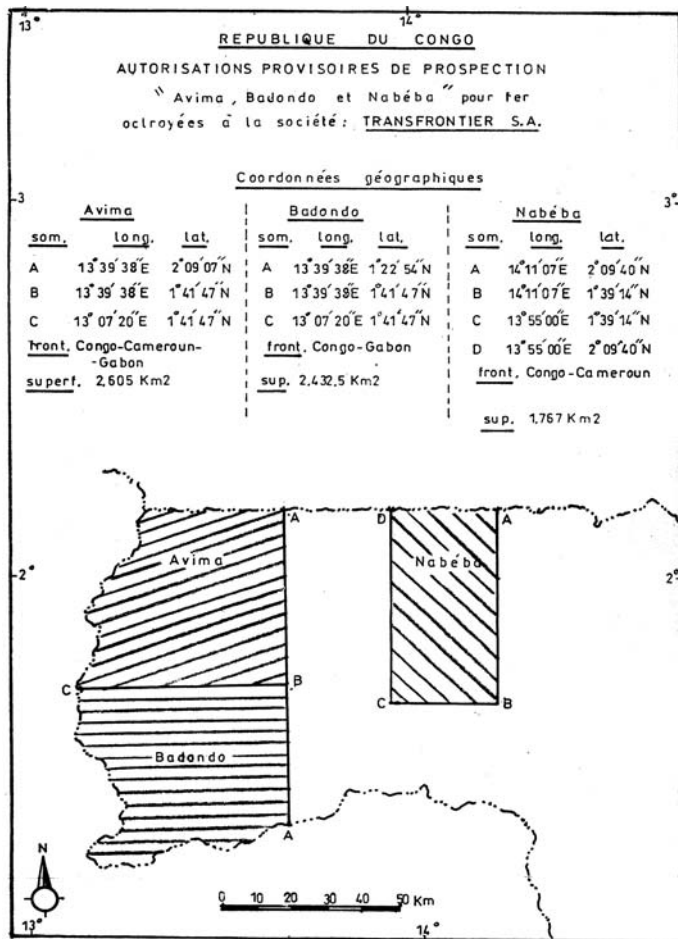 13° 14°
REPUBLIQUE DU CONGO
AUTORISATIONS PROVISOIRES DE PROSPECTION
"Avima, Badondo et Nabéba" pour fer
octroyées à la société: TRANSFRONTIER S.A.
Coordonnées géographiques
3 3°
Avima
som. long. lat.
A 13°39'38"E 2°09'07"N
B 13°39'38"E 1°41'47"N
C 13°07'20"E 1°41'47"N
front. Congo-Cameroun-
-Gabon
superf. 2,605 Km2
Badondo
som. long. lat.
A 13°39'38E 1°22'54"N
B 13°39'38E 1°41'47"N
C 13°07'20"E 1°41'47"N
front. Congo-Gabon
sup. 2,432,5 Km2
Nabéba
som. long. lat.
A 14°11'07"E 2°09'40"N
B 14°11'07"E 1°39'14"N
C 13°55'00"E 1°39'14"N
D 13°55'00"E 2°09'40"N
front. Congo-Cameroun
sup. 1,767 Km2
A D A
Avima Nabéba
2° 2°
C B
C B
Badondo
A
N
0 10 20 30 40 50 Km
13° 14°